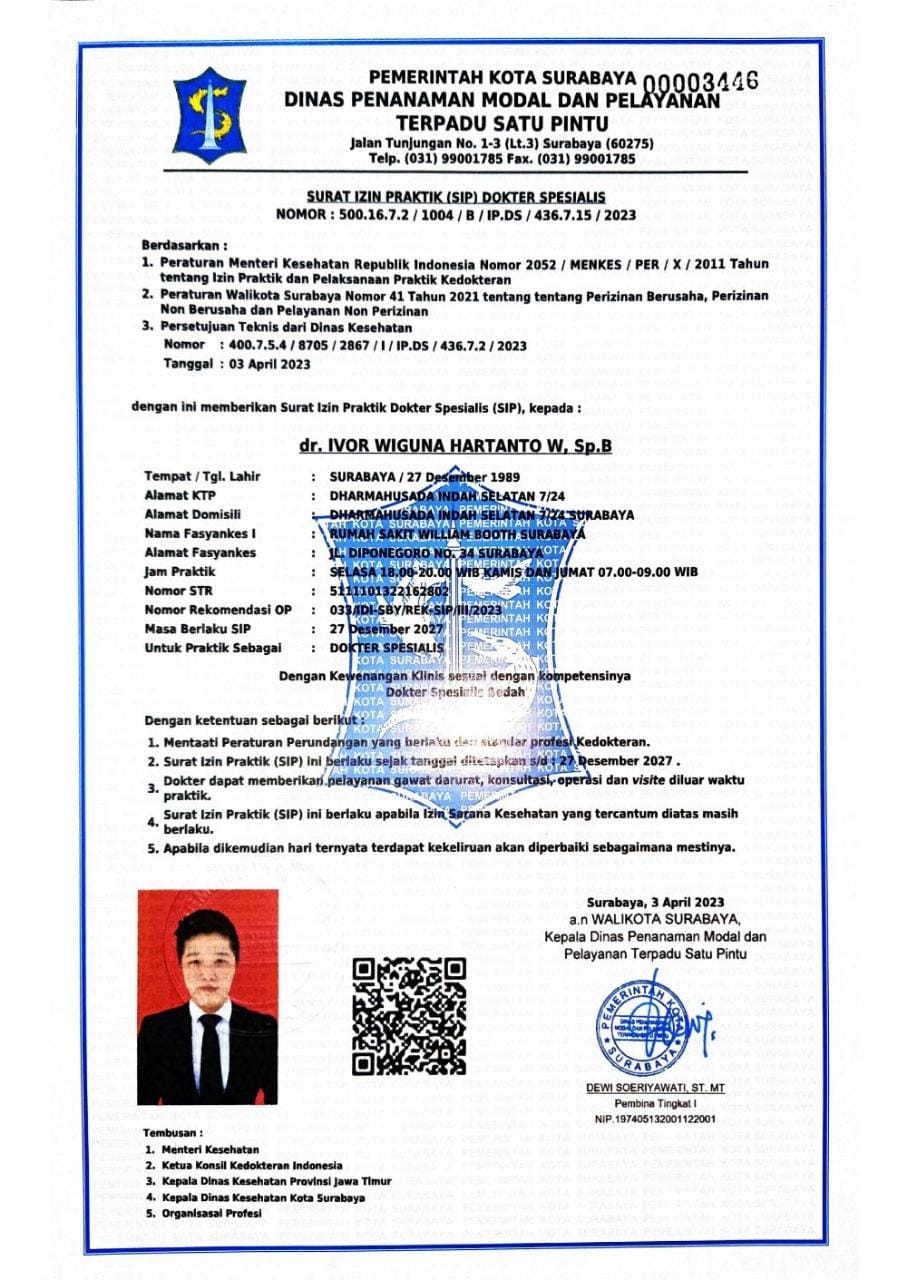 PEMERINTAH KOTA SURABAYA 00003446
DINAS PENANAMAN MODAL DAN PELAYANAN
TERPADU SATU PINTU
Jalan Tunjungan No. 1-3 (Lt.3) Surabaya (60275)
Telp. (031) 99001785 Fax. (031) 99001785
SURAT IZIN PRAKTIK (SIP) DOKTER SPESIALIS
NOMOR : 500.16.7.2 / 1004 / B / IP.DS / 436.7.15 / 2023
Berdasarkan :
1. Peraturan Menteri Kesehatan Republik Indonesia Nomor 2052 / MENKES / PER / X / 2011 Tahun
tentang Izin Praktik dan Pelaksanaan Praktik Kedokteran
2. Peraturan Walikota Surabaya Nomor 41 Tahun 2021 tentang tentang Perizinan Berusaha, Perizinan
Non Berusaha dan Pelayanan Non Perizinan
3. Persetujuan Teknis dari Dinas Kesehatan
Nomor : 400.7.5.4 / 8705 / 2867 / I / IP.DS / 436.7.2 / 2023
Tanggal : 03 April 2023
dengan ini memberikan Surat Izin Praktik Dokter Spesialis (SIP), kepada :
dr. IVOR WIGUNA HARTANTO W, Sp.B
Tempat / Tgl. Lahir : SURABAYA / 27 Desember 1989
Alamat KTP : DHARMAHUSADA INDAH SELATAN 7/24
Alamat Domisili : DHARMAHUSADA INDAH SELATAN 7/24 SURABAYA
Nama Fasyankes I : RUMAH SAKIT WILLIAM BOOTH SURABAYA
Alamat Fasyankes : JL. DIPONEGORO NO. 34 SURABAYA
Jam Praktik : SELASA 18.00-20.00 WIB KAMIS DAN JUMAT 07.00-09.00 WIB
Nomor STR : 5111101322162802
Nomor Rekomendasi OP : 033/IDI-SBY/REK-SIP/III/2023
Masa Berlaku SIP : 27 Desember 2027
Untuk Praktik Sebagai : DOKTER SPESIALIS
Dengan Kewenangan Klinis sesuai dengan kompetensinya
Dokter Spesialis Bedah
Dengan ketentuan sebagai berikut :
1. Mentaati Peraturan Perundangan yang berlaku dan standar profesi Kedokteran.
2. Surat Izin Praktik (SIP) ini berlaku sejak tanggal ditetapkan s/d : 27 Desember 2027 .
3. Dokter dapat memberikan pelayanan gawat darurat, konsultasi, operasi dan visite diluar waktu
praktik.
4. Surat Izin Praktik (SIP) ini berlaku apabila Izin Sarana Kesehatan yang tercantum diatas masih
berlaku.
5. Apabila dikemudian hari ternyata terdapat kekeliruan akan diperbaiki sebagaimana mestinya.
Surabaya, 3 April 2023
a.n WALIKOTA SURABAYA,
Kepala Dinas Penanaman Modal dan
Pelayanan Terpadu Satu Pintu
PEMERINTAH KOTA
SURABAYA
DEWI SOERIYAWATI, ST. MT
Pembina Tingkat I
NIP.197405132001122001
Tembusan :
1. Menteri Kesehatan
2. Ketua Konsil Kedokteran Indonesia
3. Kepala Dinas Kesehatan Provinsi Jawa Timur
4. Kepala Dinas Kesehatan Kota Surabaya
5. Organisasal Profesi